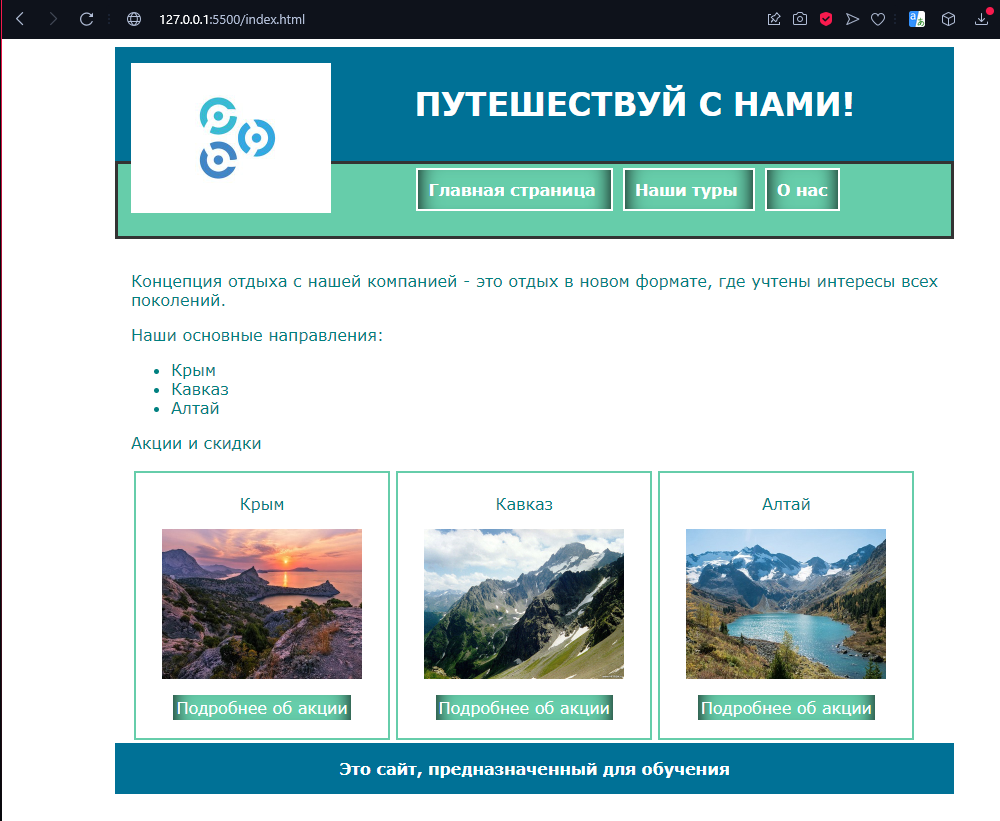 127.0.0.1:5500/index.html
ПУТЕШЕСТВУЙ С НАМИ!
Главная страница Наши туры О нас
Концепция отдыха с нашей компанией - это отдых в новом формате, где учтены интересы всех
поколений.
Наши основные направления:
• Крым
• Кавказ
• Алтай
Акции и скидки
Крым Кавказ Алтай
Подробнее об акции Подробнее об акции Подробнее об акции
Это сайт, предназначенный для обучения